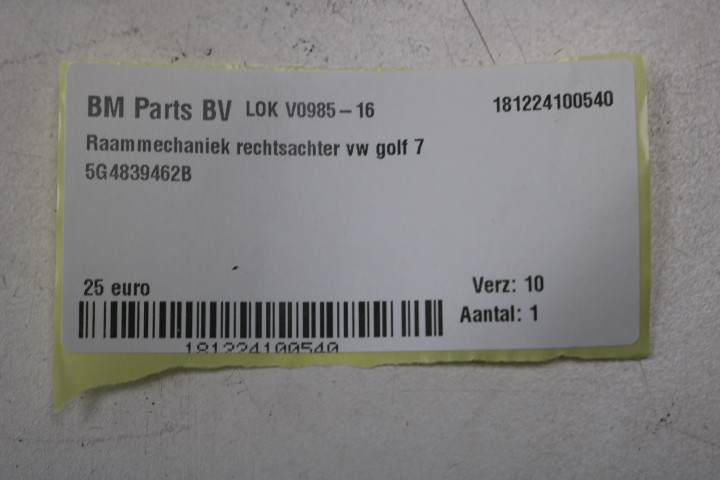 BM Parts BV LOK V0985-16 181224100540
Raammechaniek rechtsachter vw golf 7
5G4839462B
25 euro Verz: 10
Aantal: 1
181224100540